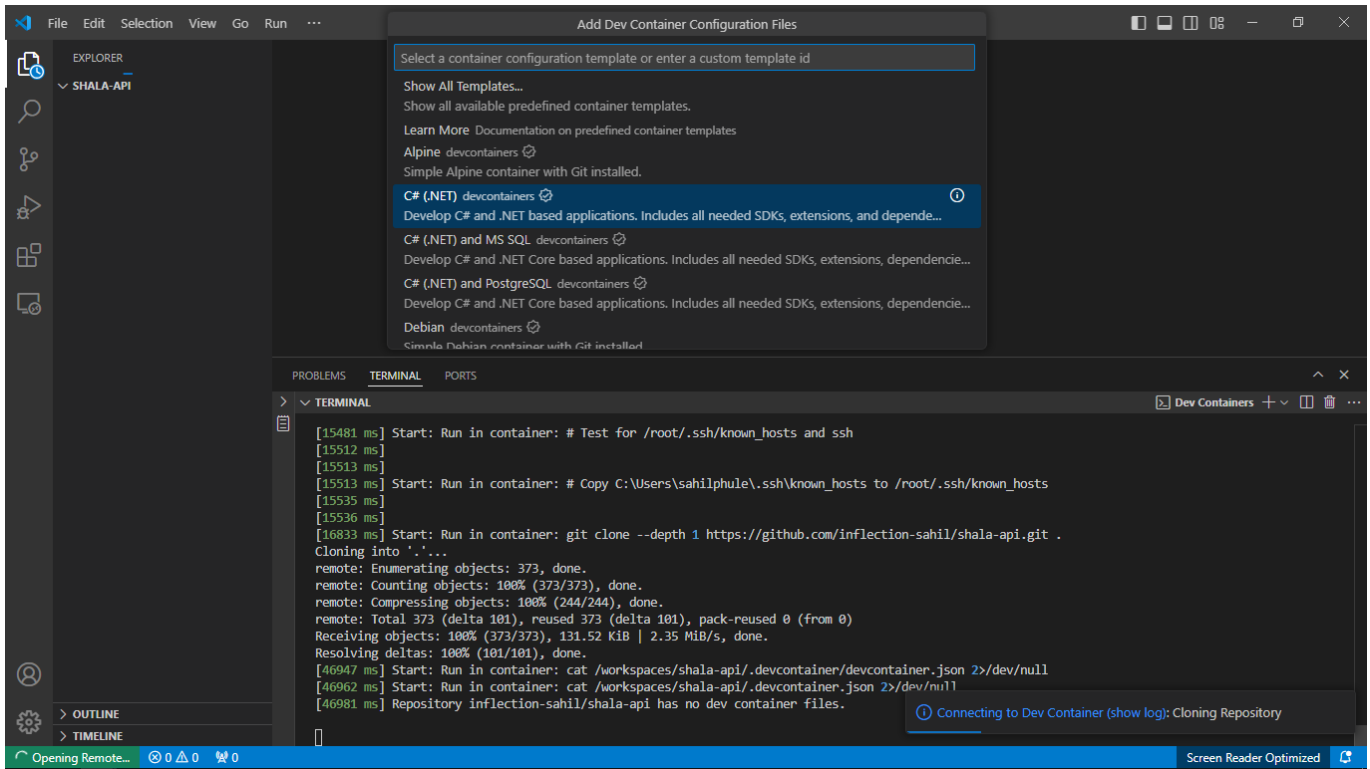 File Edit Selection View Go Run ···
Add Dev Container Configuration Files
EXPLORER
SHALA-API
Select a container configuration template or enter a custom template id
Show All Templates...
Show all available predefined container templates.
Learn More Documentation on predefined container templates
Alpine devcontainers
Simple Alpine container with Git installed.
C# (.NET) devcontainers
Develop C# and .NET based applications. Includes all needed SDKs, extensions, and depende...
C# (.NET) and MS SQL devcontainers
Develop C# and .NET Core based applications. Includes all needed SDKs, extensions, dependencie...
C# (.NET) and PostgreSQL devcontainers
Develop C# and .NET Core based applications. Includes all needed SDKs, extensions, dependencie...
Debian devcontainers
Simple Debian container with Git installed
PROBLEMS TERMINAL PORTS
TERMINAL
Dev Containers
[15481 ms] Start: Run in container: # Test for /root/.ssh/known_hosts and ssh
[15512 ms]
[15513 ms]
[15513 ms] Start: Run in container: # Copy C:\Users\sahilphule\.ssh\known_hosts to /root/.ssh/known_hosts
[15535 ms]
[15536 ms]
[16833 ms] Start: Run in container: git clone --depth 1 https://github.com/inflection-sahil/shala-api.git .
Cloning into '.'...
remote: Enumerating objects: 373, done.
remote: Counting objects: 100% (373/373), done.
remote: Compressing objects: 100% (244/244), done.
remote: Total 373 (delta 101), reused 373 (delta 101), pack-reused 0 (from 0)
Receiving objects: 100% (373/373), 131.52 KiB | 2.35 MiB/s, done.
Resolving deltas: 100% (101/101), done.
[46947 ms] Start: Run in container: cat /workspaces/shala-api/.devcontainer/devcontainer.json 2>/dev/null
[46962 ms] Start: Run in container: cat /workspaces/shala-api/.devcontainer.json 2>/dev/null
[46981 ms] Repository inflection-sahil/shala-api has no dev container files.
Connecting to Dev Container (show log): Cloning Repository
OUTLINE
TIMELINE
Opening Remote... 0 0 0
Screen Reader Optimized